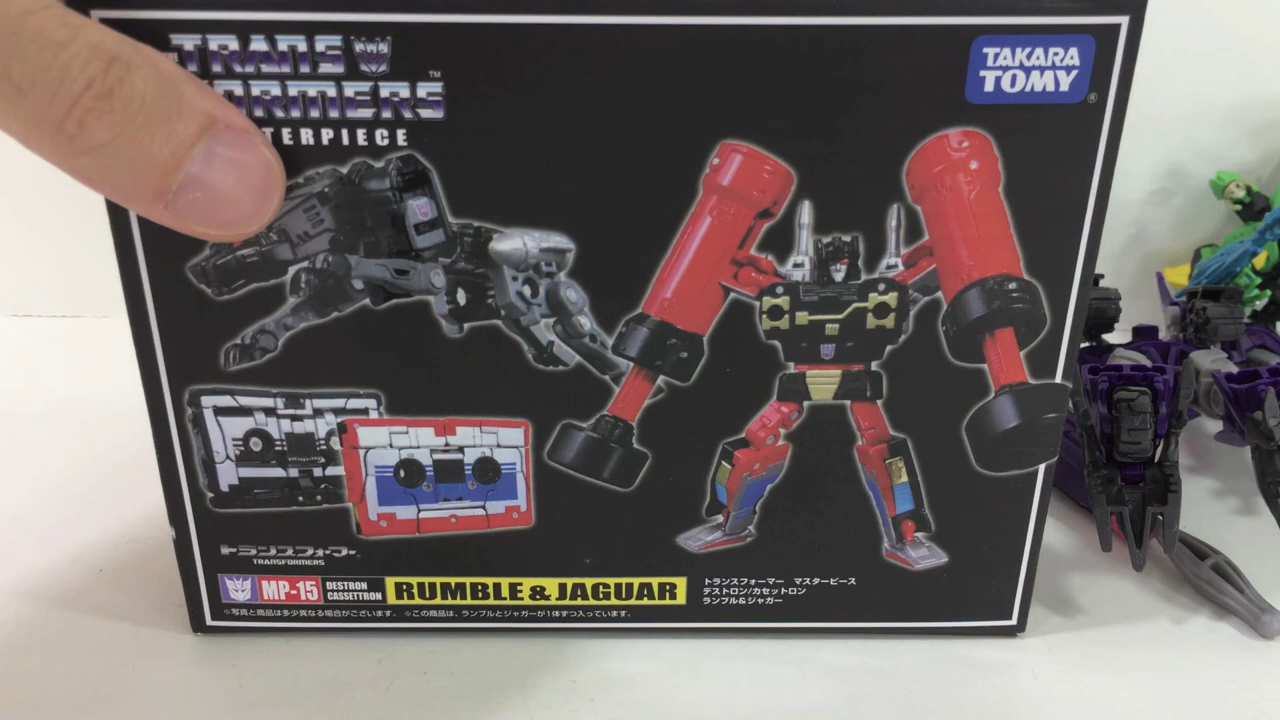 TRANS
ORMERS™
TERPIECE
TAKARA
TOMY®
トランスフォーマー
TRANSFORMERS
MP-15
DESTRON
CASSETTRON
RUMBLE&JAGUAR
トランスフォーマー マスターピース
デストロン/カセットロン
ランブル&ジャガー
※写真と商品は多少異なる場合がございます。 ※この商品は、ランブルとジャガーが1体ずつ入っています。